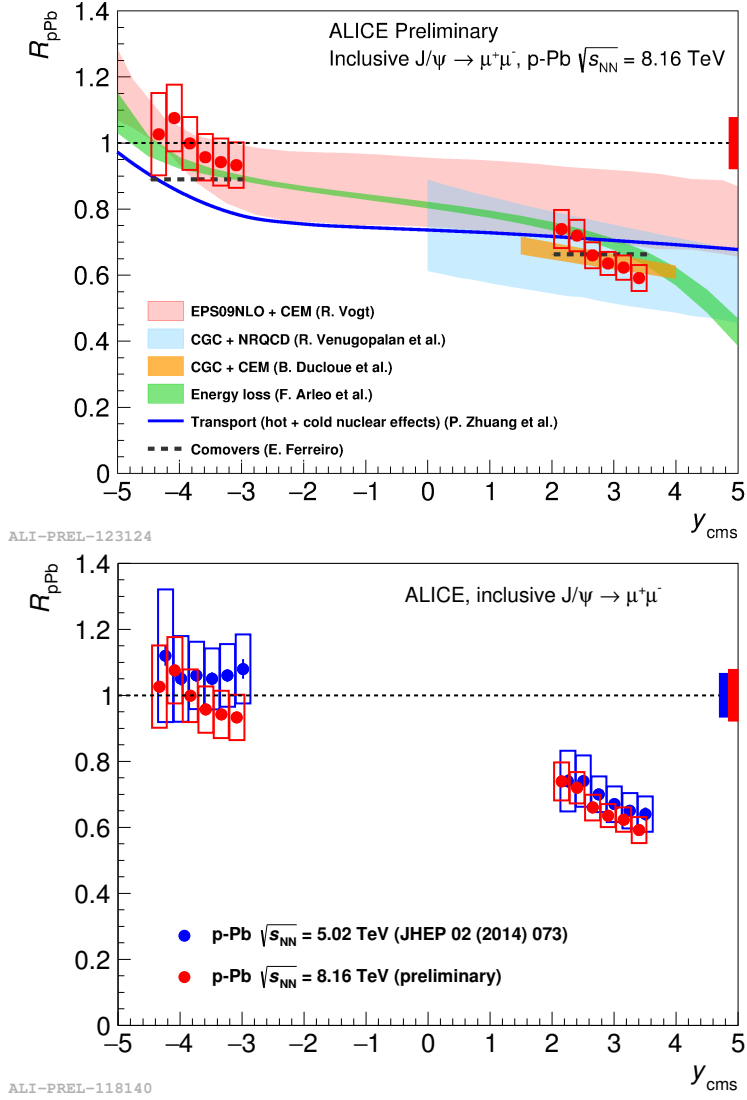 R_pPb
ALICE Preliminary
Inclusive J/ψ → μ⁺μ⁻, p-Pb √s_NN = 8.16 TeV
1.4
1.2
1
0.8
0.6
0.4
0.2
0
EPS09NLO + CEM (R. Vogt)
CGC + NRQCD (R. Venugopalan et al.)
CGC + CEM (B. Ducloue et al.)
Energy loss (F. Arleo et al.)
Transport (hot + cold nuclear effects) (P. Zhuang et al.)
Comovers (E. Ferreiro)
−5 −4 −3 −2 −1 0 1 2 3 4 5
y_cms
ALI−PREL−123124
R_pPb
ALICE, inclusive J/ψ → μ⁺μ⁻
1.4
1.2
1
0.8
0.6
0.4
0.2
0
p-Pb √s_NN = 5.02 TeV (JHEP 02 (2014) 073)
p-Pb √s_NN = 8.16 TeV (preliminary)
−5 −4 −3 −2 −1 0 1 2 3 4 5
y_cms
ALI−PREL−118140